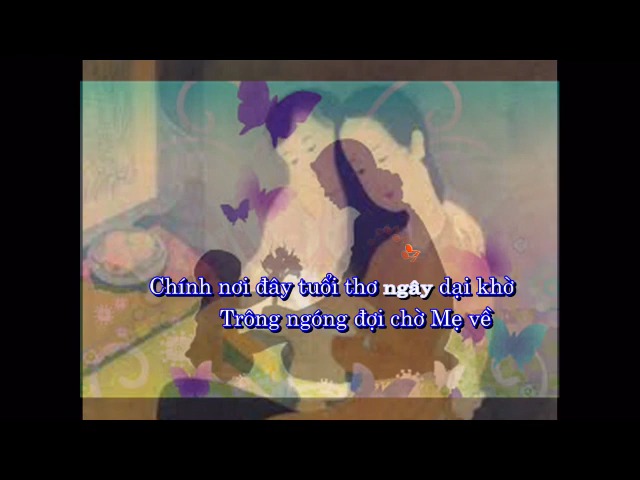 Chính nơi đây tuổi thơ ngây dại khờ
Trông ngóng đợi chờ Mẹ về